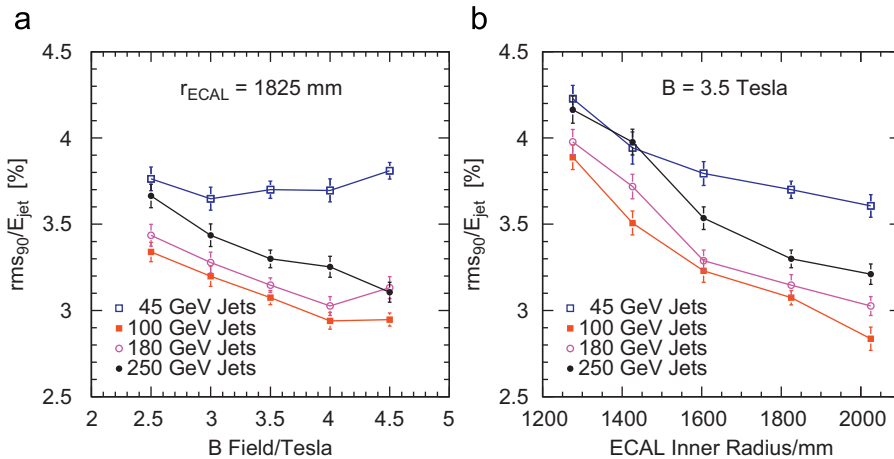 a
4.5
4
3.5
3
2.5
rms90/Ejet [%]
rECAL = 1825 mm
45 GeV Jets
100 GeV Jets
180 GeV Jets
250 GeV Jets
2 2.5 3 3.5 4 4.5 5
B Field/Tesla
b
4.5
4
3.5
3
2.5
rms90/Ejet [%]
B = 3.5 Tesla
45 GeV Jets
100 GeV Jets
180 GeV Jets
250 GeV Jets
1200 1400 1600 1800 2000
ECAL Inner Radius/mm